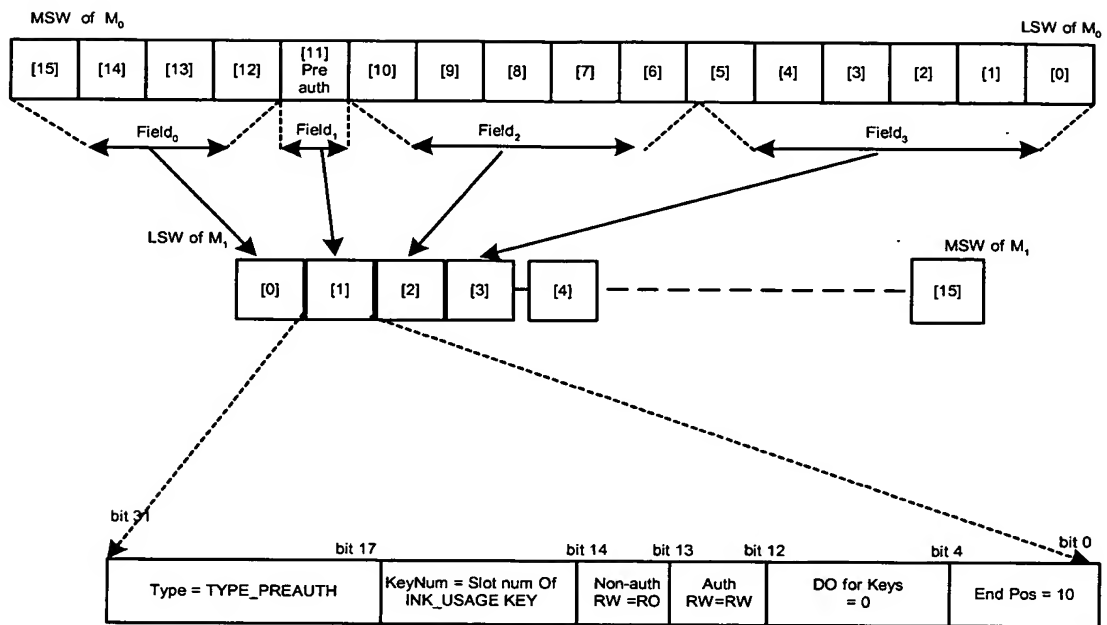 MSW of M0
LSW of M0
[15] [14] [13] [12] [11] Pre auth [10] [9] [8] [7] [6] [5] [4] [3] [2] [1] [0]
Field0 Field1 Field2 Field3
LSW of M1
MSW of M1
[0] [1] [2] [3] [4] [15]
bit 31 bit 17 bit 14 bit 13 bit 12 bit 4 bit 0
Type = TYPE_PREAUTH
KeyNum = Slot num Of
INK_USAGE KEY
Non-auth
RW =RO
Auth
RW=RW
DO for Keys
= 0
End Pos = 10